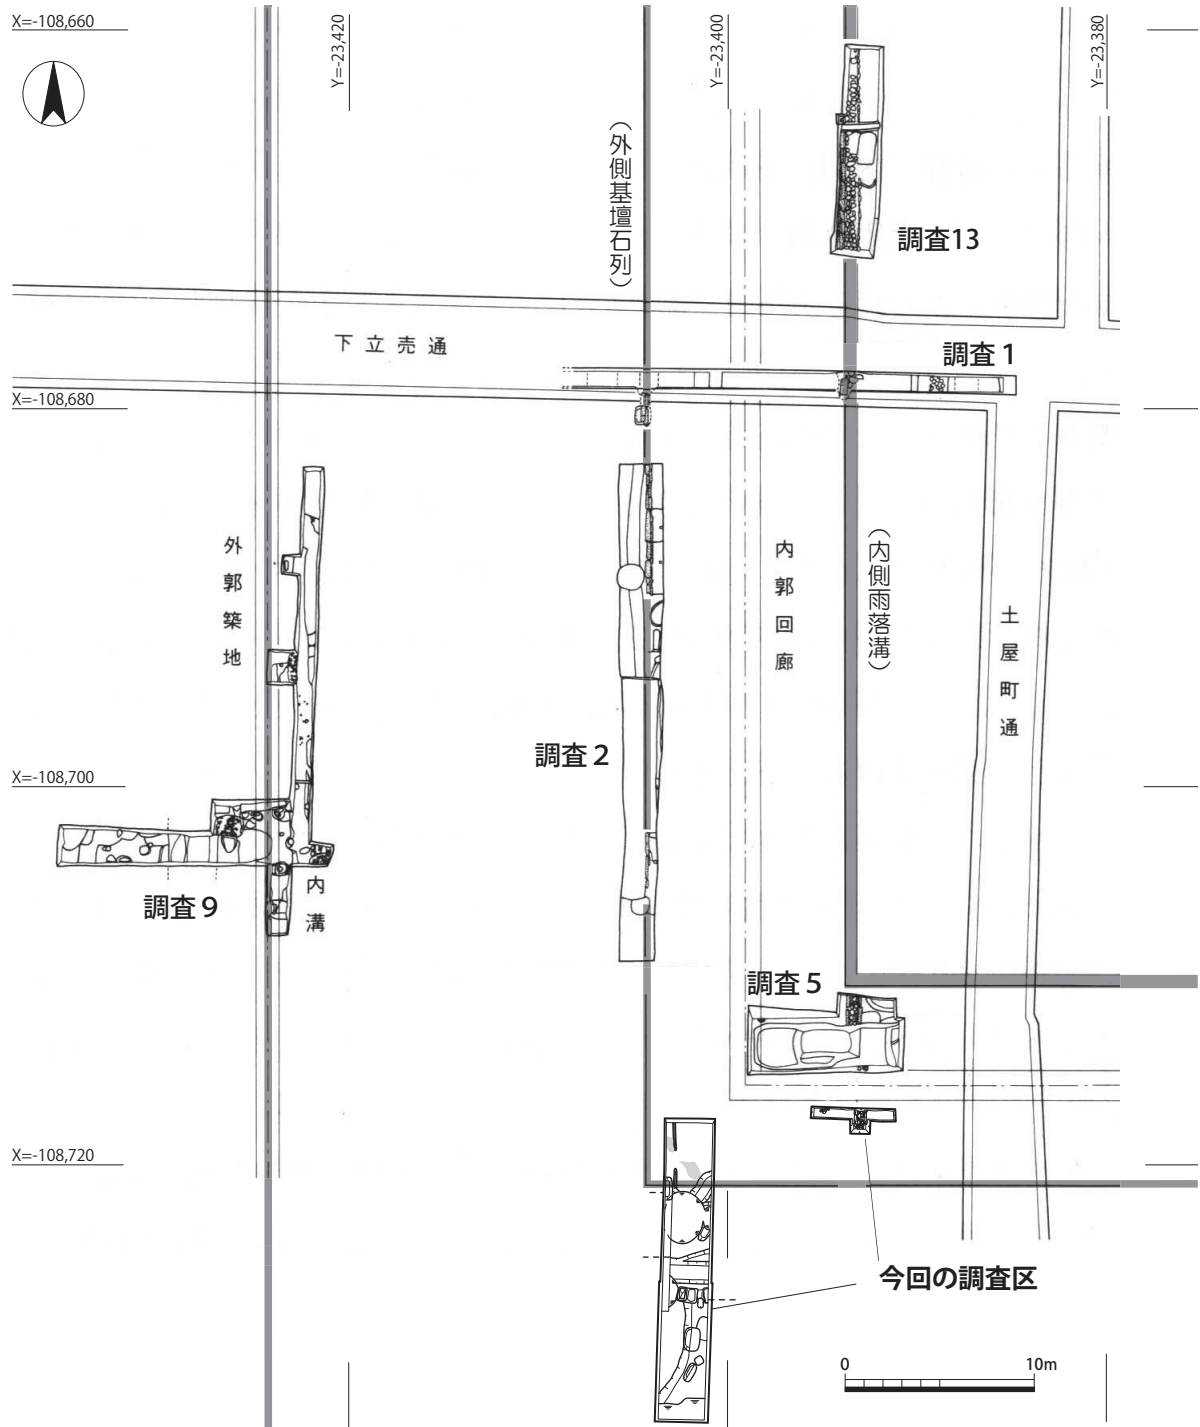 X=-108,660
Y=-23,420
Y=-23,400
Y=-23,380
(外側基壇石列)
調査13
下立売通
調査1
X=-108,680
外郭築地
内郭回廊
(内側雨落溝)
土屋町通
調査2
X=-108,700
調査9
内溝
調査5
X=-108,720
今回の調査区
0 10m